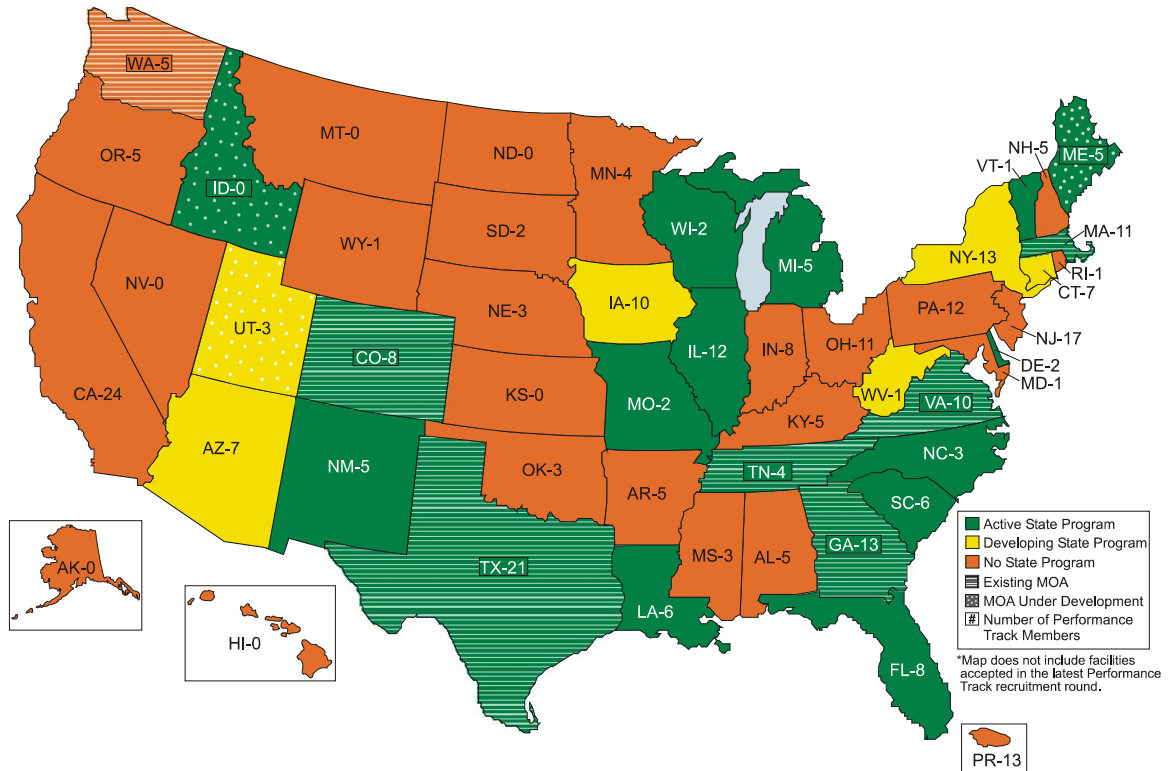 WA-5
MT-0
ND-0
MN-4
OR-5
ID-0
WY-1
SD-2
WI-2
MI-5
VT-1
NH-5
ME-5
MA-11
NY-13
RI-1
CT-7
NV-0
UT-3
NE-3
IA-10
PA-12
NJ-17
CO-8
IL-12
IN-8
OH-11
DE-2
MD-1
CA-24
KS-0
MO-2
WV-1
VA-10
KY-5
AZ-7
NM-5
OK-3
AR-5
TN-4
NC-3
SC-6
TX-21
LA-6
MS-3
AL-5
GA-13
FL-8
AK-0
HI-0
Active State Program
Developing State Program
No State Program
Existing MOA
MOA Under Development
# Number of Performance
Track Members
*Map does not include facilities
accepted in the latest Performance
Track recruitment round.
PR-13